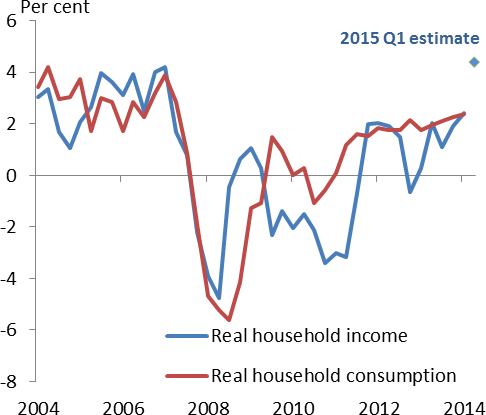 Per cent
6
2015 Q1 estimate
4
2
0
-2
-4
-6
Real household income
Real household consumption
-8
2004 2006 2008 2010 2012 2014